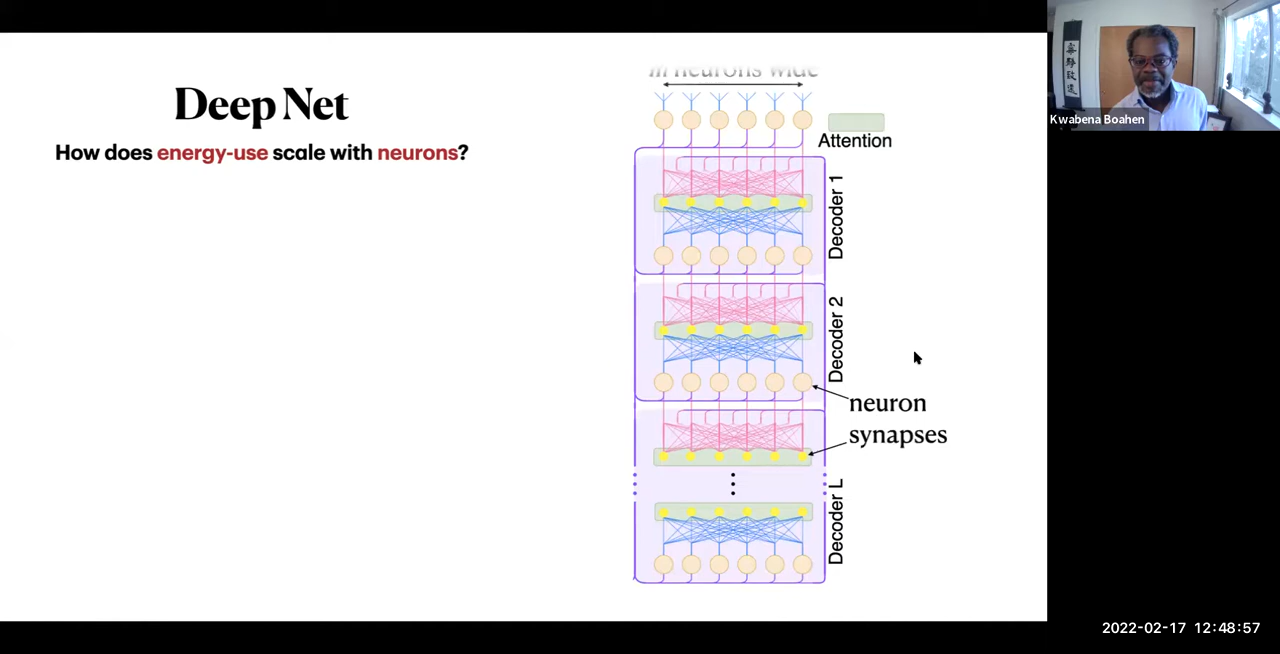 Deep Net
How does energy-use scale with neurons?
m neurons wide
Attention
Decoder 1
Decoder 2
neuron
synapses
Decoder L
Kwabena Boahen
2022-02-17 12:48:57